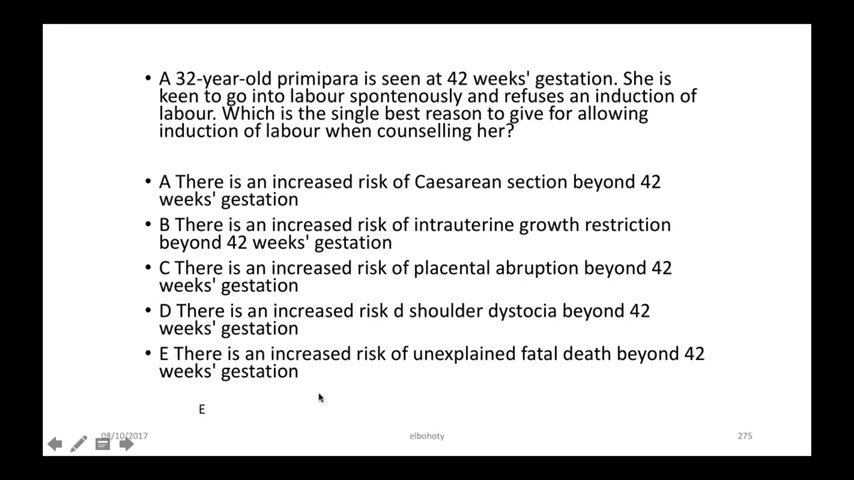 • A 32-year-old primipara is seen at 42 weeks' gestation. She is
keen to go into labour spontenously and refuses an induction of
labour. Which is the single best reason to give for allowing
induction of labour when counselling her?
• A There is an increased risk of Caesarean section beyond 42
weeks' gestation
• B There is an increased risk of intrauterine growth restriction
beyond 42 weeks' gestation
• C There is an increased risk of placental abruption beyond 42
weeks' gestation
• D There is an increased risk d shoulder dystocia beyond 42
weeks' gestation
• E There is an increased risk of unexplained fatal death beyond 42
weeks' gestation
E
08/10/2017 elbohoty 275